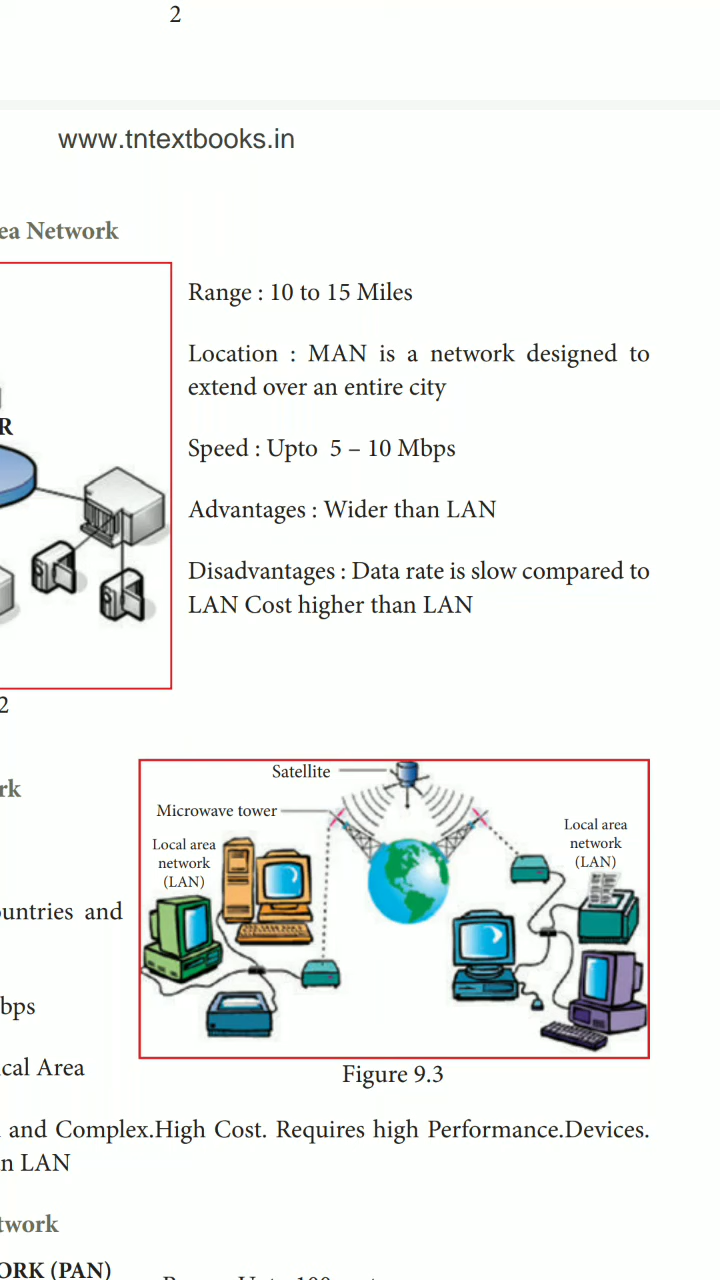 2
www.tntextbooks.in
ea Network
Range : 10 to 15 Miles
Location : MAN is a network designed to
extend over an entire city
R
Speed : Upto 5 – 10 Mbps
Advantages : Wider than LAN
Disadvantages : Data rate is slow compared to
LAN Cost higher than LAN
2
rk
Satellite
Microwave tower
Local area
network
(LAN)
Local area
network
(LAN)
ountries and
bps
cal Area
Figure 9.3
and Complex.High Cost. Requires high Performance.Devices.
n LAN
twork
ORK (PAN)